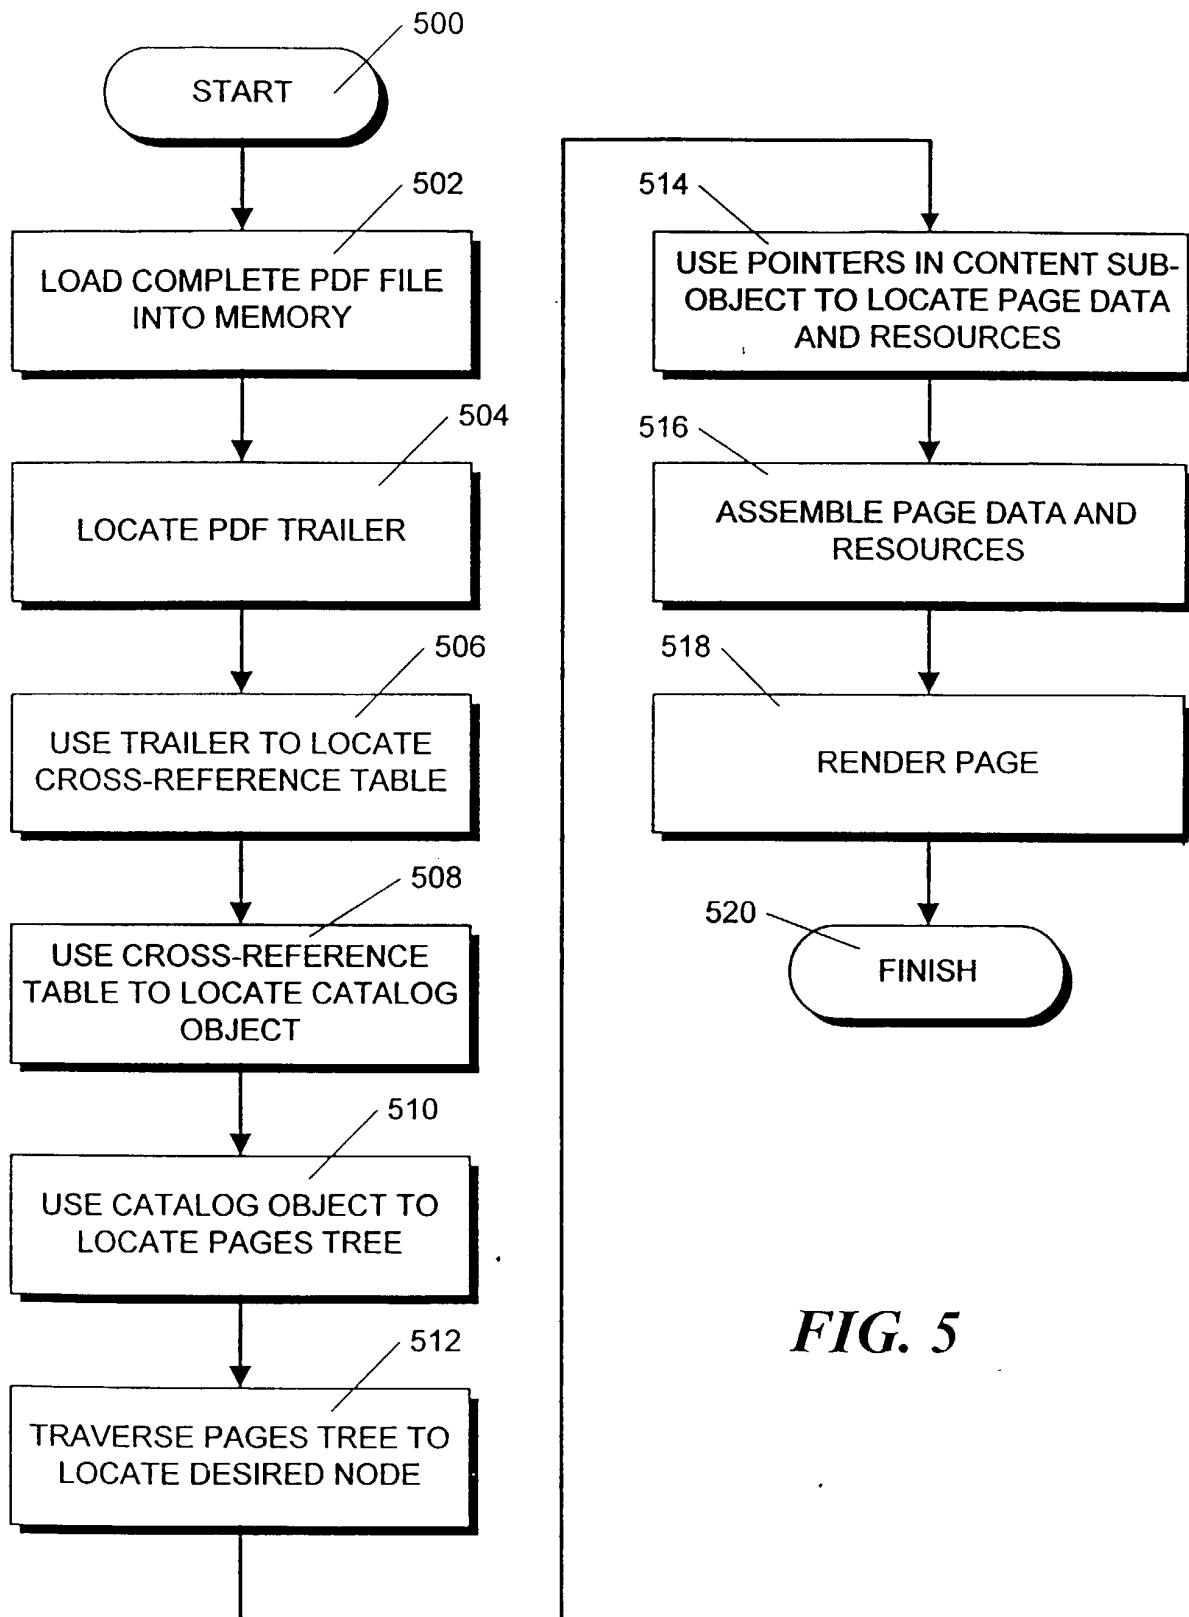 500
START
502
LOAD COMPLETE PDF FILE
INTO MEMORY
504
LOCATE PDF TRAILER
506
USE TRAILER TO LOCATE
CROSS-REFERENCE TABLE
508
USE CROSS-REFERENCE
TABLE TO LOCATE CATALOG
OBJECT
510
USE CATALOG OBJECT TO
LOCATE PAGES TREE
512
TRAVERSE PAGES TREE TO
LOCATE DESIRED NODE
514
USE POINTERS IN CONTENT SUB-
OBJECT TO LOCATE PAGE DATA
AND RESOURCES
516
ASSEMBLE PAGE DATA AND
RESOURCES
518
RENDER PAGE
520
FINISH
FIG. 5